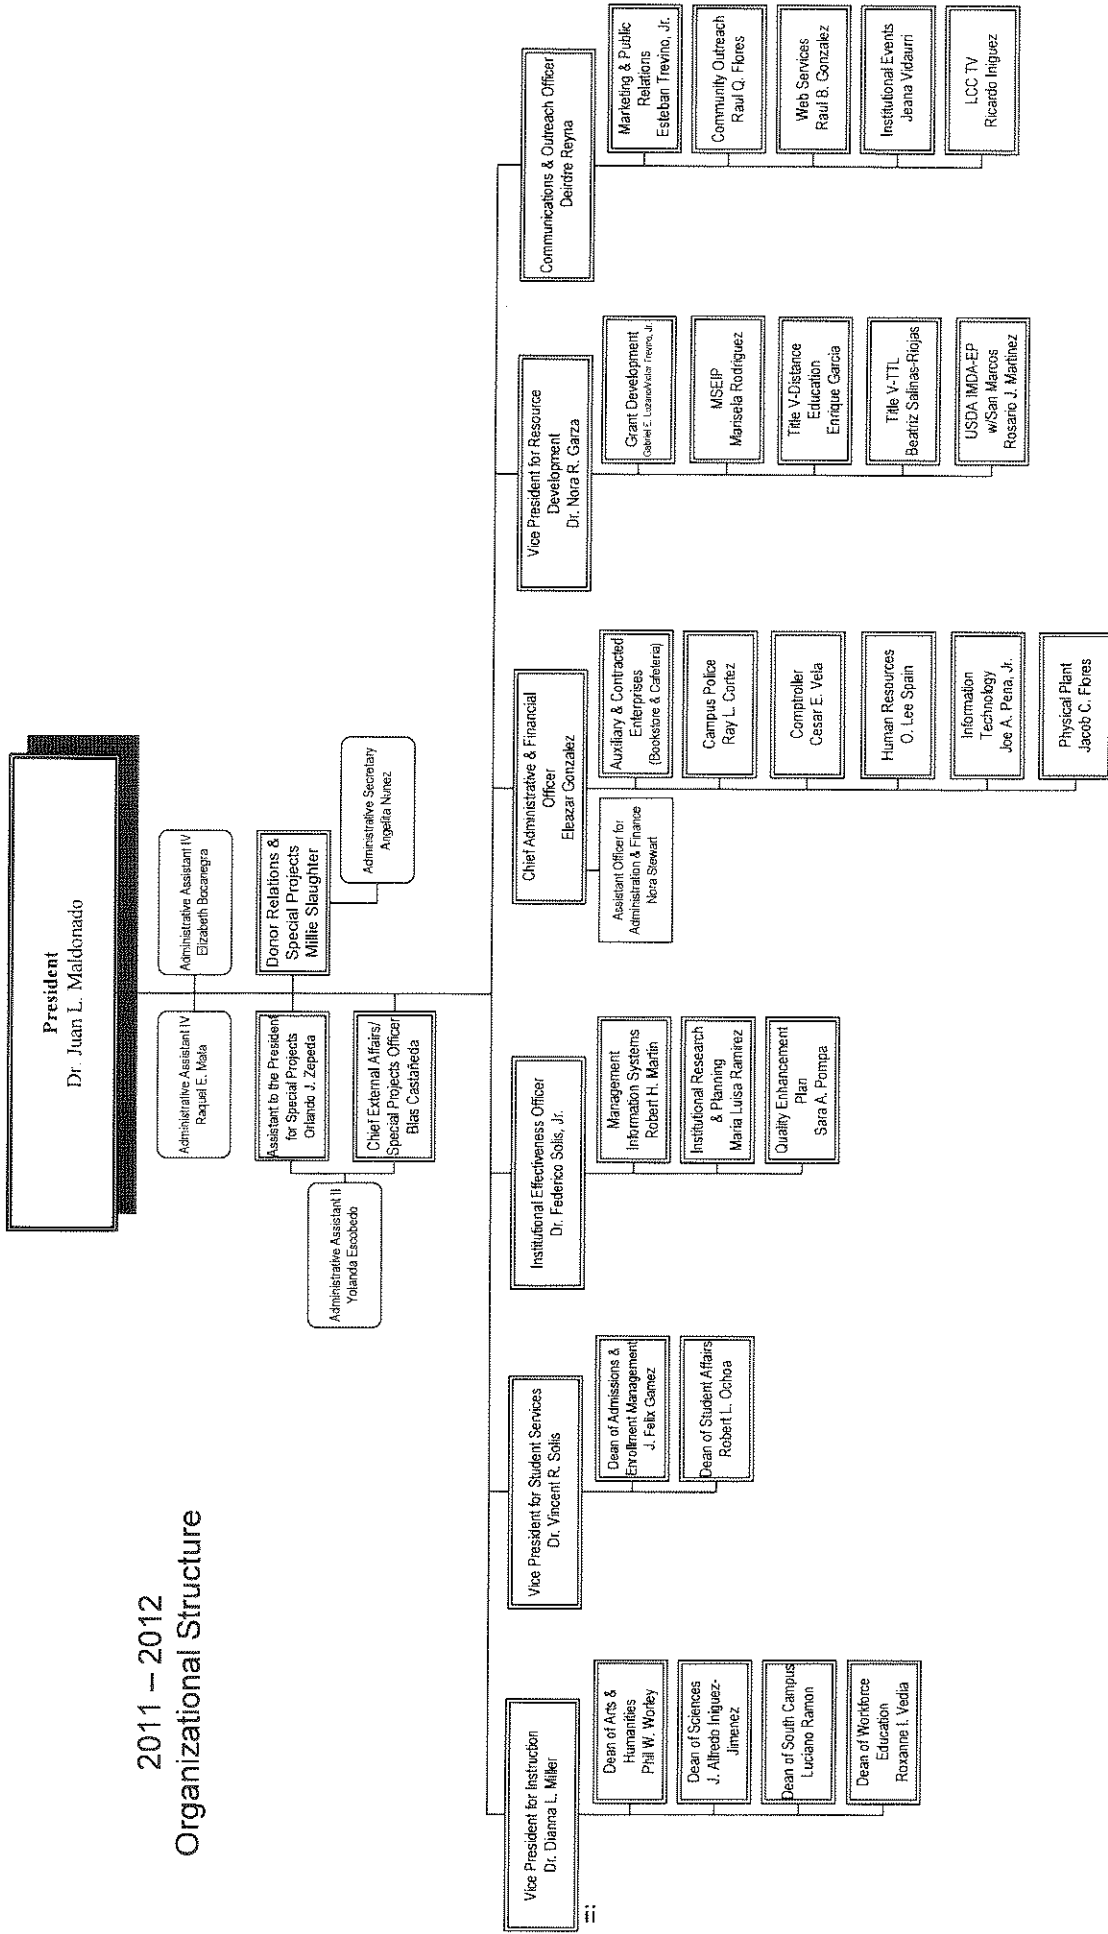 2011 – 2012
Organizational Structure
President
Dr. Juan L. Maldonado
Administrative Assistant IV
Raquel E. Mata
Administrative Assistant IV
Elizabeth Bocanegra
Assistant to the President
for Special Projects
Orlando J. Zepeda
Donor Relations &
Special Projects
Millie Slaughter
Administrative Secretary
Angelita Nunez
Chief External Affairs/
Special Projects Officer
Blas Castañeda
Administrative Assistant II
Yolanda Escobedo
Vice President for Instruction
Dr. Dianna L. Miller
Dean of Arts &
Humanities
Phil W. Worley
Dean of Sciences
J. Alfredo Iniguez-
Jimenez
Dean of South Campus
Luciano Ramon
Dean of Workforce
Education
Roxanne I. Vedia
Vice President for Student Services
Dr. Vincent R. Solis
Dean of Admissions &
Enrollment Management
J. Felix Gamez
Dean of Student Affairs
Robert L. Ochoa
Institutional Effectiveness Officer
Dr. Federico Solis, Jr.
Management
Information Systems
Robert H. Martin
Institutional Research
& Planning
Maria Luisa Ramirez
Quality Enhancement
Plan
Sara A. Pompa
Chief Administrative & Financial
Officer
Eleazar Gonzalez
Assistant Officer for
Administration & Finance
Nora Stewart
Auxiliary & Contracted
Enterprises
(Bookstore & Cafeteria)
Campus Police
Ray L. Cortez
Comptroller
Cesar E. Vela
Human Resources
O. Lee Spain
Information
Technology
Joe A. Pena, Jr.
Physical Plant
Jacob C. Flores
Vice President for Resource
Development
Dr. Nora R. Garza
Grant Development
Gabriel E. Lozano/Victor Trevino, Jr.
MSEIP
Marisela Rodriguez
Title V-Distance
Education
Enrique Garcia
Title V-TTL
Beatriz Salinas-Riojas
USDA IMDA-EP
w/San Marcos
Rosario J. Martinez
Communications & Outreach Officer
Deirdre Reyna
Marketing & Public
Relations
Esteban Trevino, Jr.
Community Outreach
Raul Q. Flores
Web Services
Raul B. Gonzalez
Institutional Events
Jeana Vidaurri
LCC TV
Ricardo Iniguez
iii